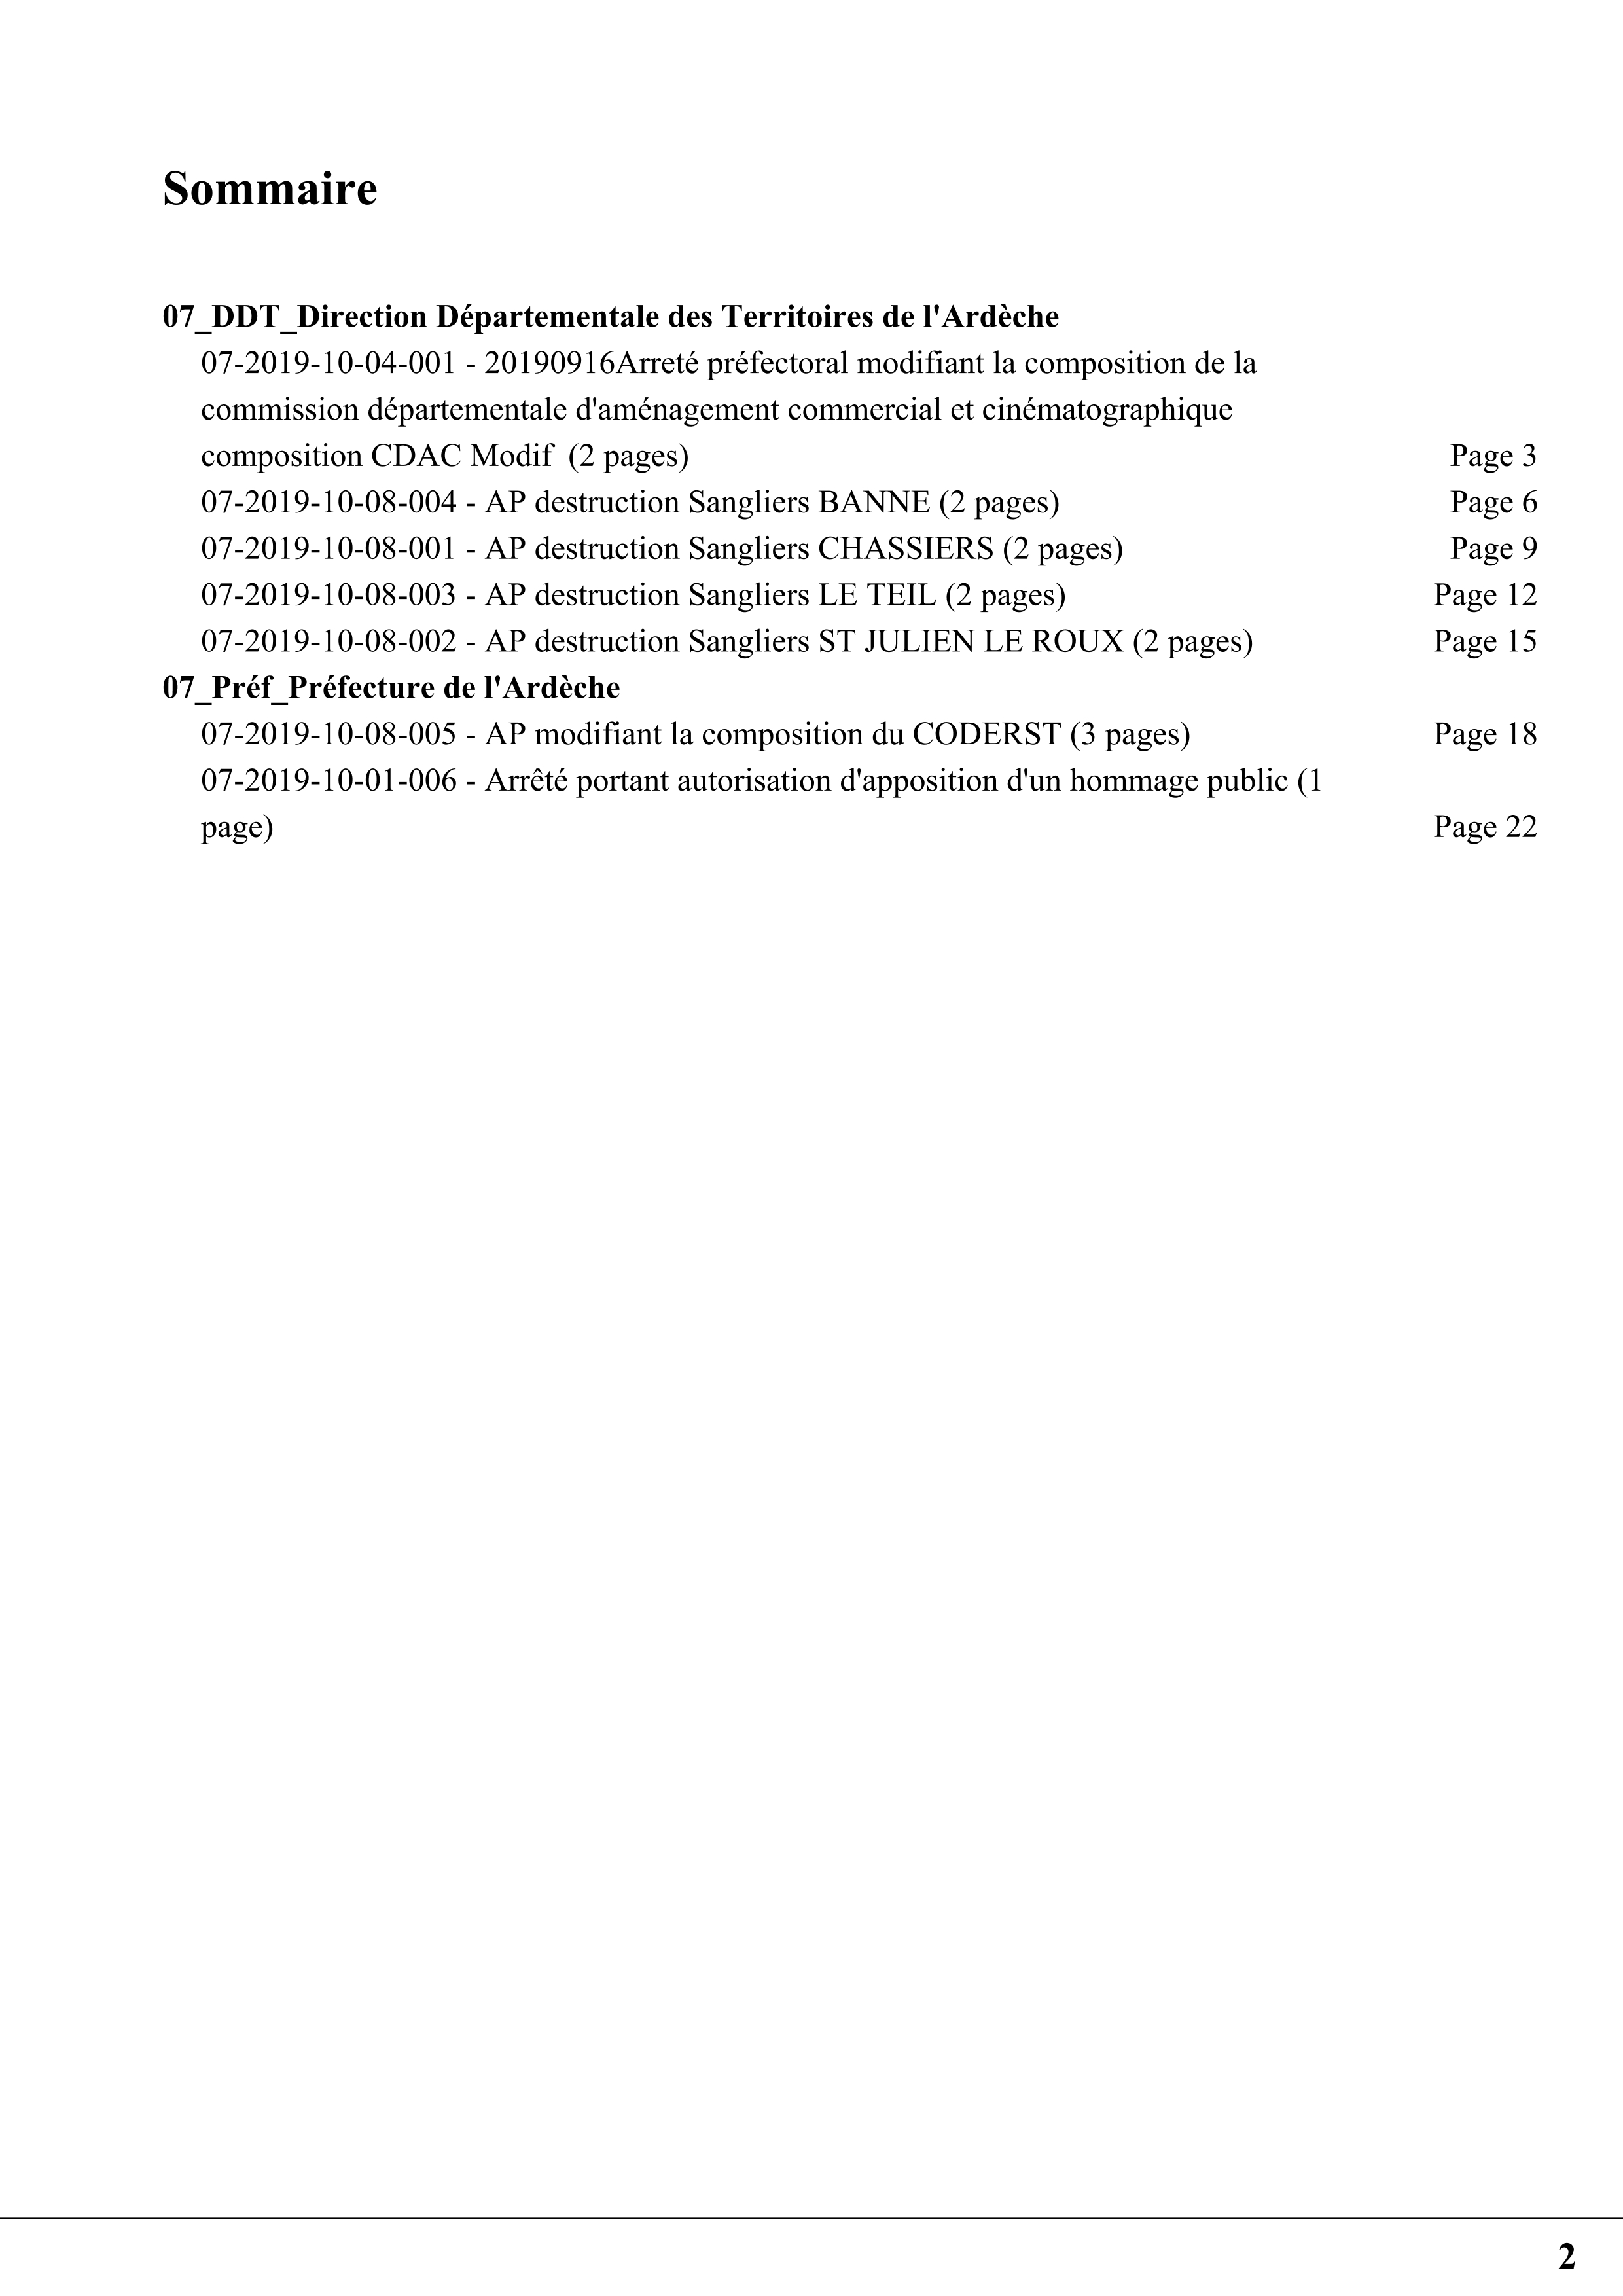 Sommaire
07_DDT_Direction Départementale des Territoires de l'Ardèche
07-2019-10-04-001 - 20190916Arreté préfectoral modifiant la composition de la
commission départementale d'aménagement commercial et cinématographique
composition CDAC Modif  (2 pages) Page 3
07-2019-10-08-004 - AP destruction Sangliers BANNE (2 pages) Page 6
07-2019-10-08-001 - AP destruction Sangliers CHASSIERS (2 pages) Page 9
07-2019-10-08-003 - AP destruction Sangliers LE TEIL (2 pages) Page 12
07-2019-10-08-002 - AP destruction Sangliers ST JULIEN LE ROUX (2 pages) Page 15
07_Préf_Préfecture de l'Ardèche
07-2019-10-08-005 - AP modifiant la composition du CODERST (3 pages) Page 18
07-2019-10-01-006 - Arrêté portant autorisation d'apposition d'un hommage public (1
page) Page 22
2